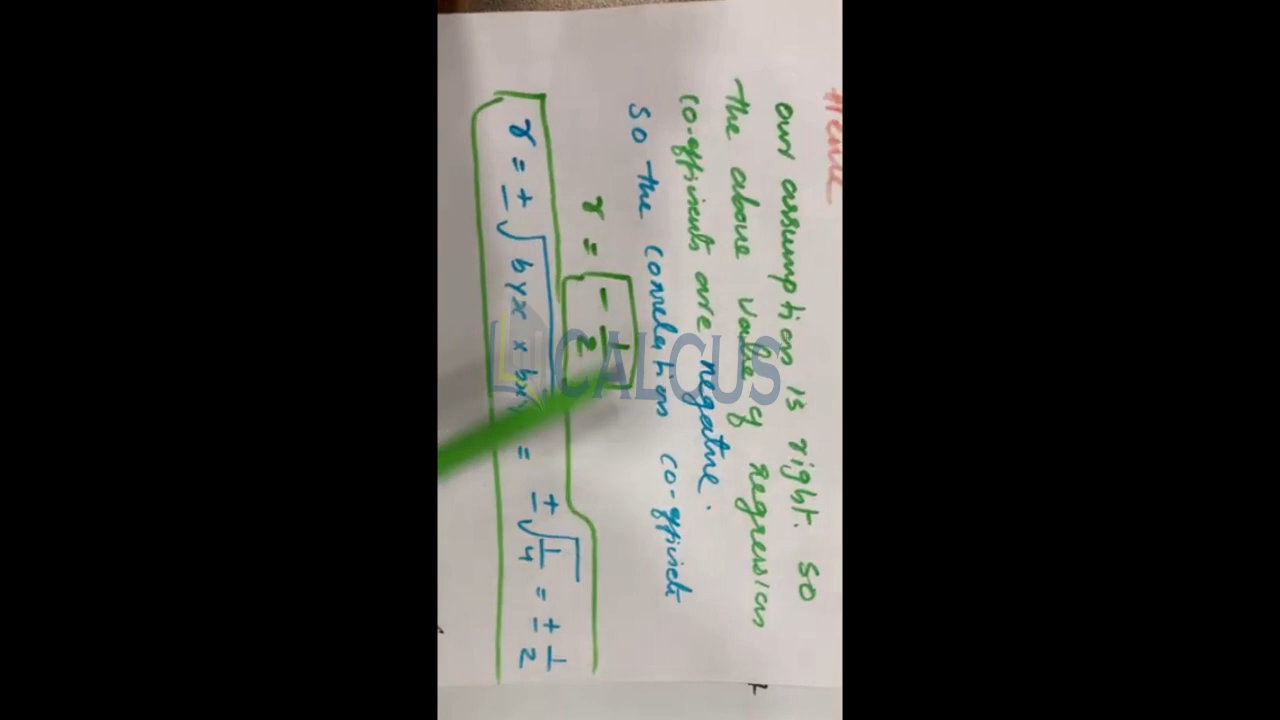 Hence
our assumption is right. so
the above value of regression
co-efficients are negative.
so the correlation co-efficient
r = - 1/2
r = ± √byx × bxy = ± √1/4 = ± 1/2
CALCUS